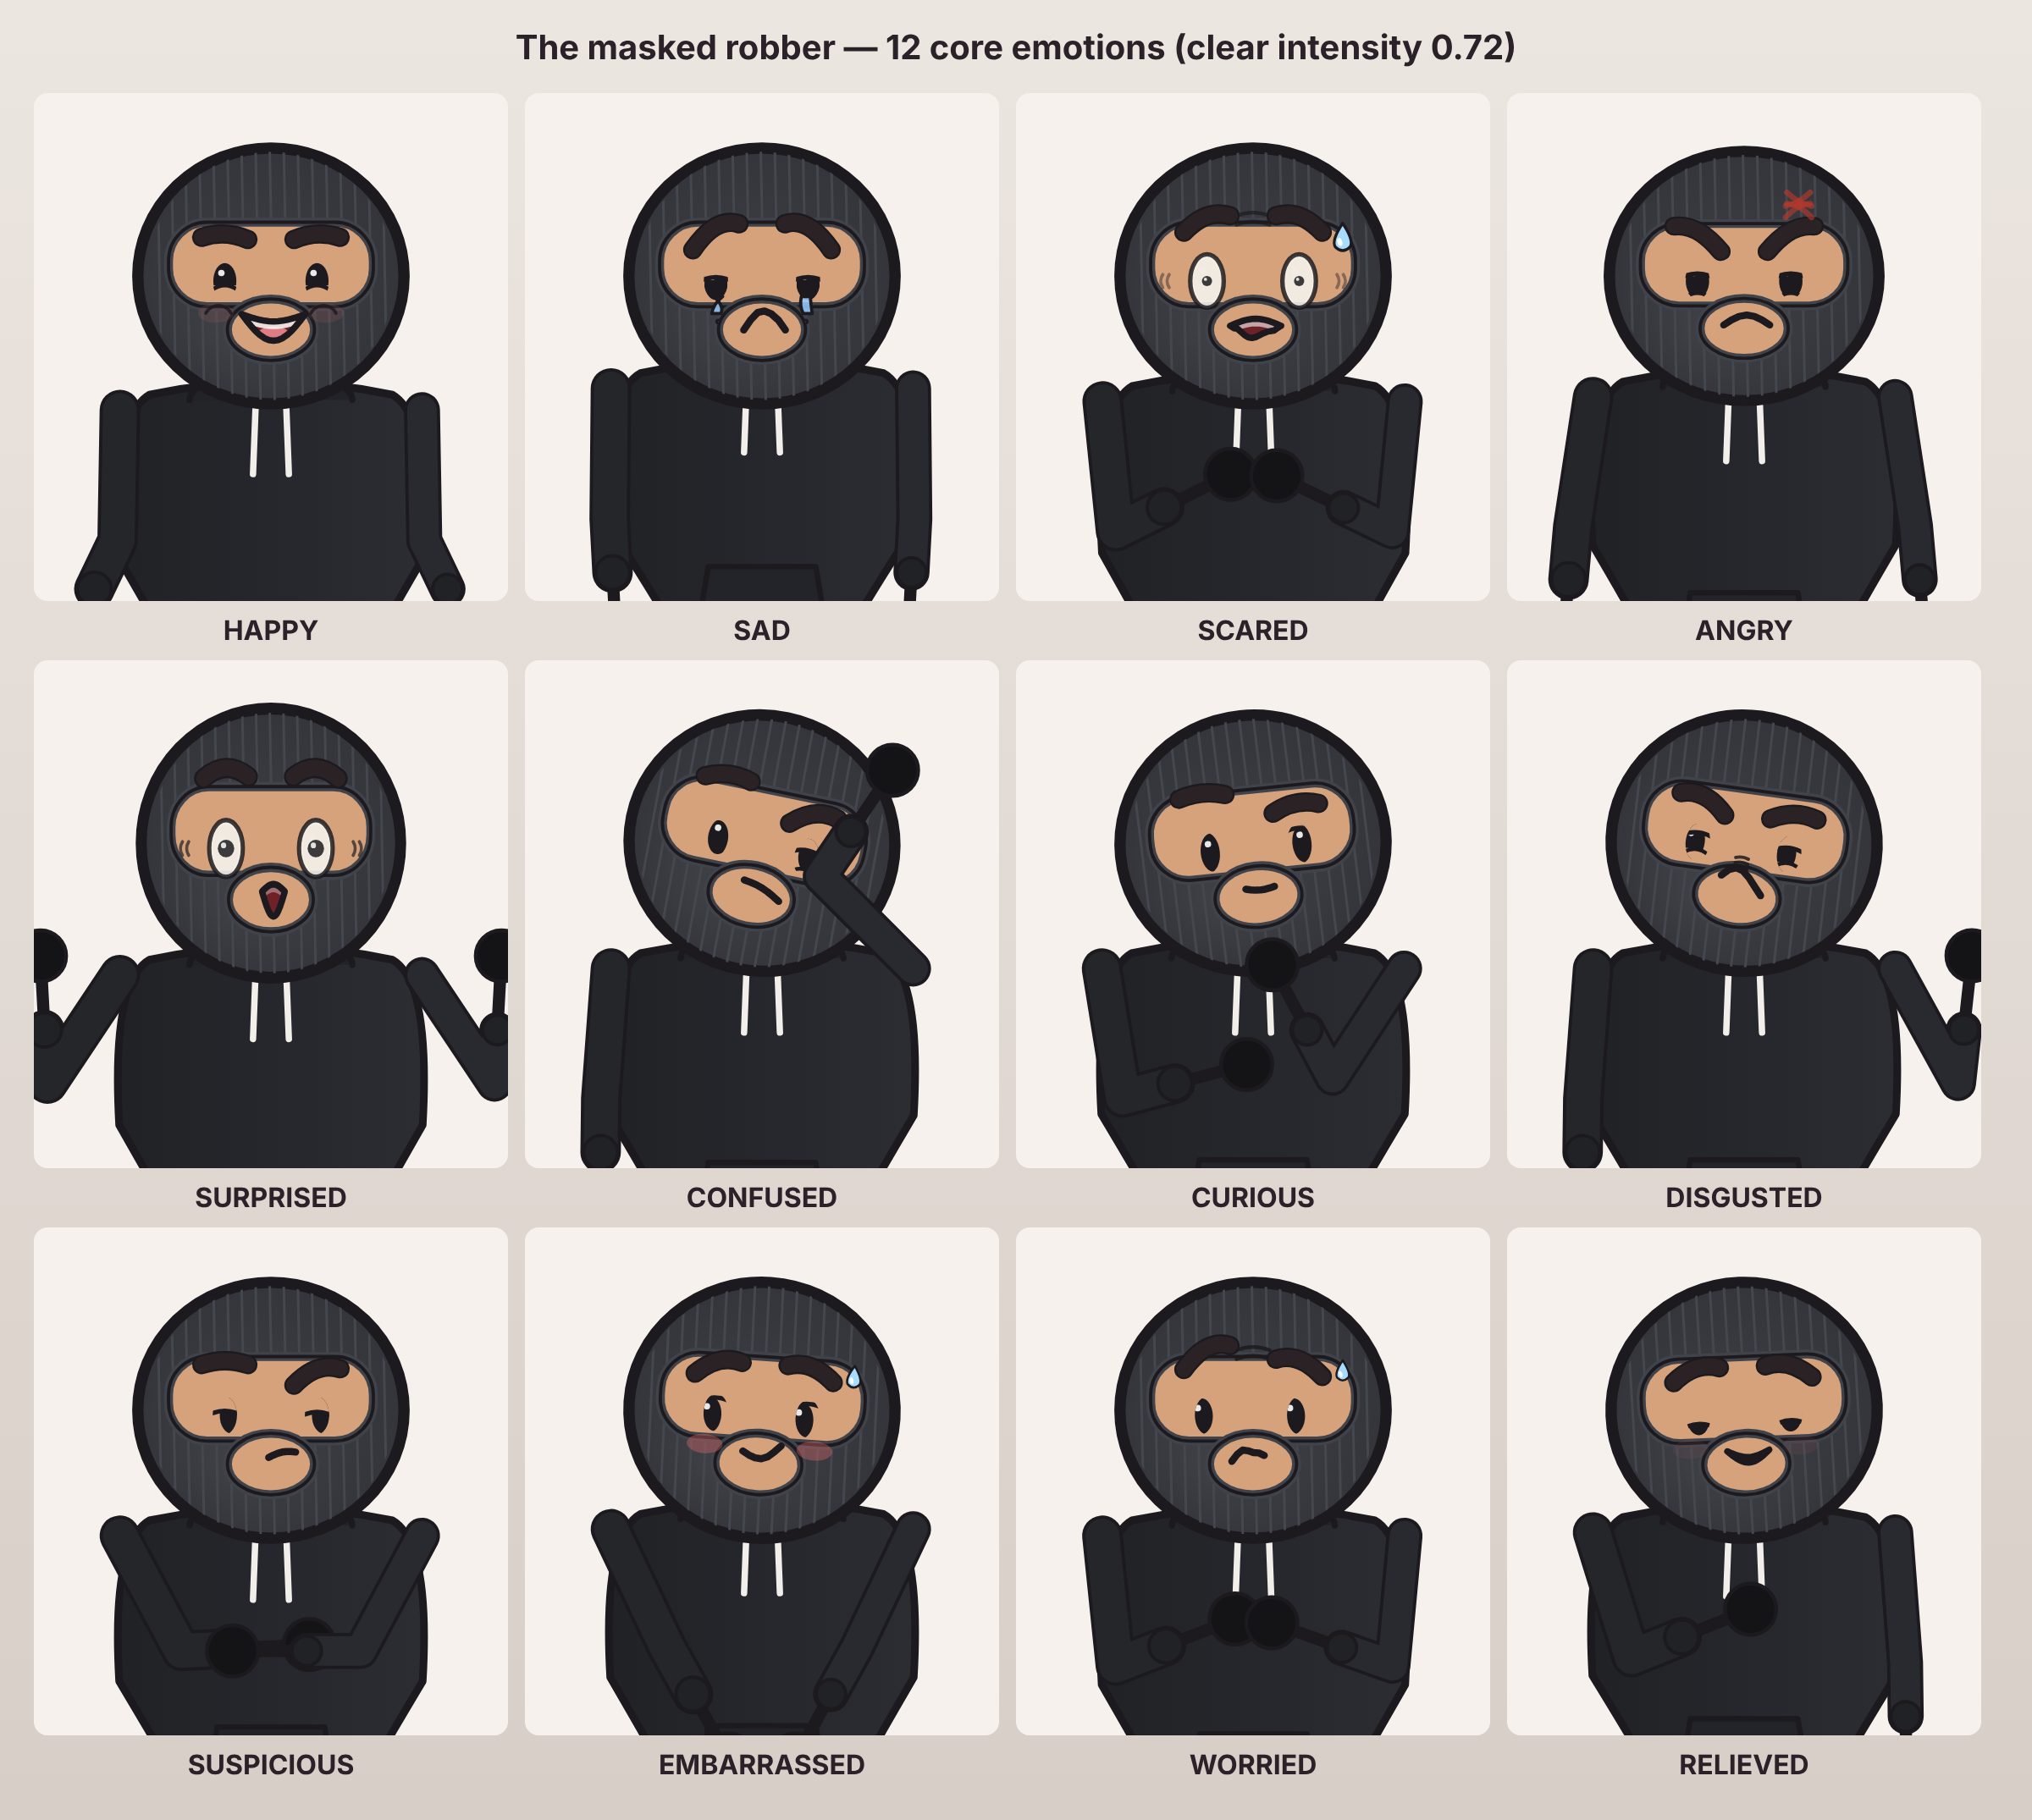 The masked robber — 12 core emotions (clear intensity 0.72)
HAPPY
SAD
SCARED
ANGRY
SURPRISED
CONFUSED
CURIOUS
DISGUSTED
SUSPICIOUS
EMBARRASSED
WORRIED
RELIEVED